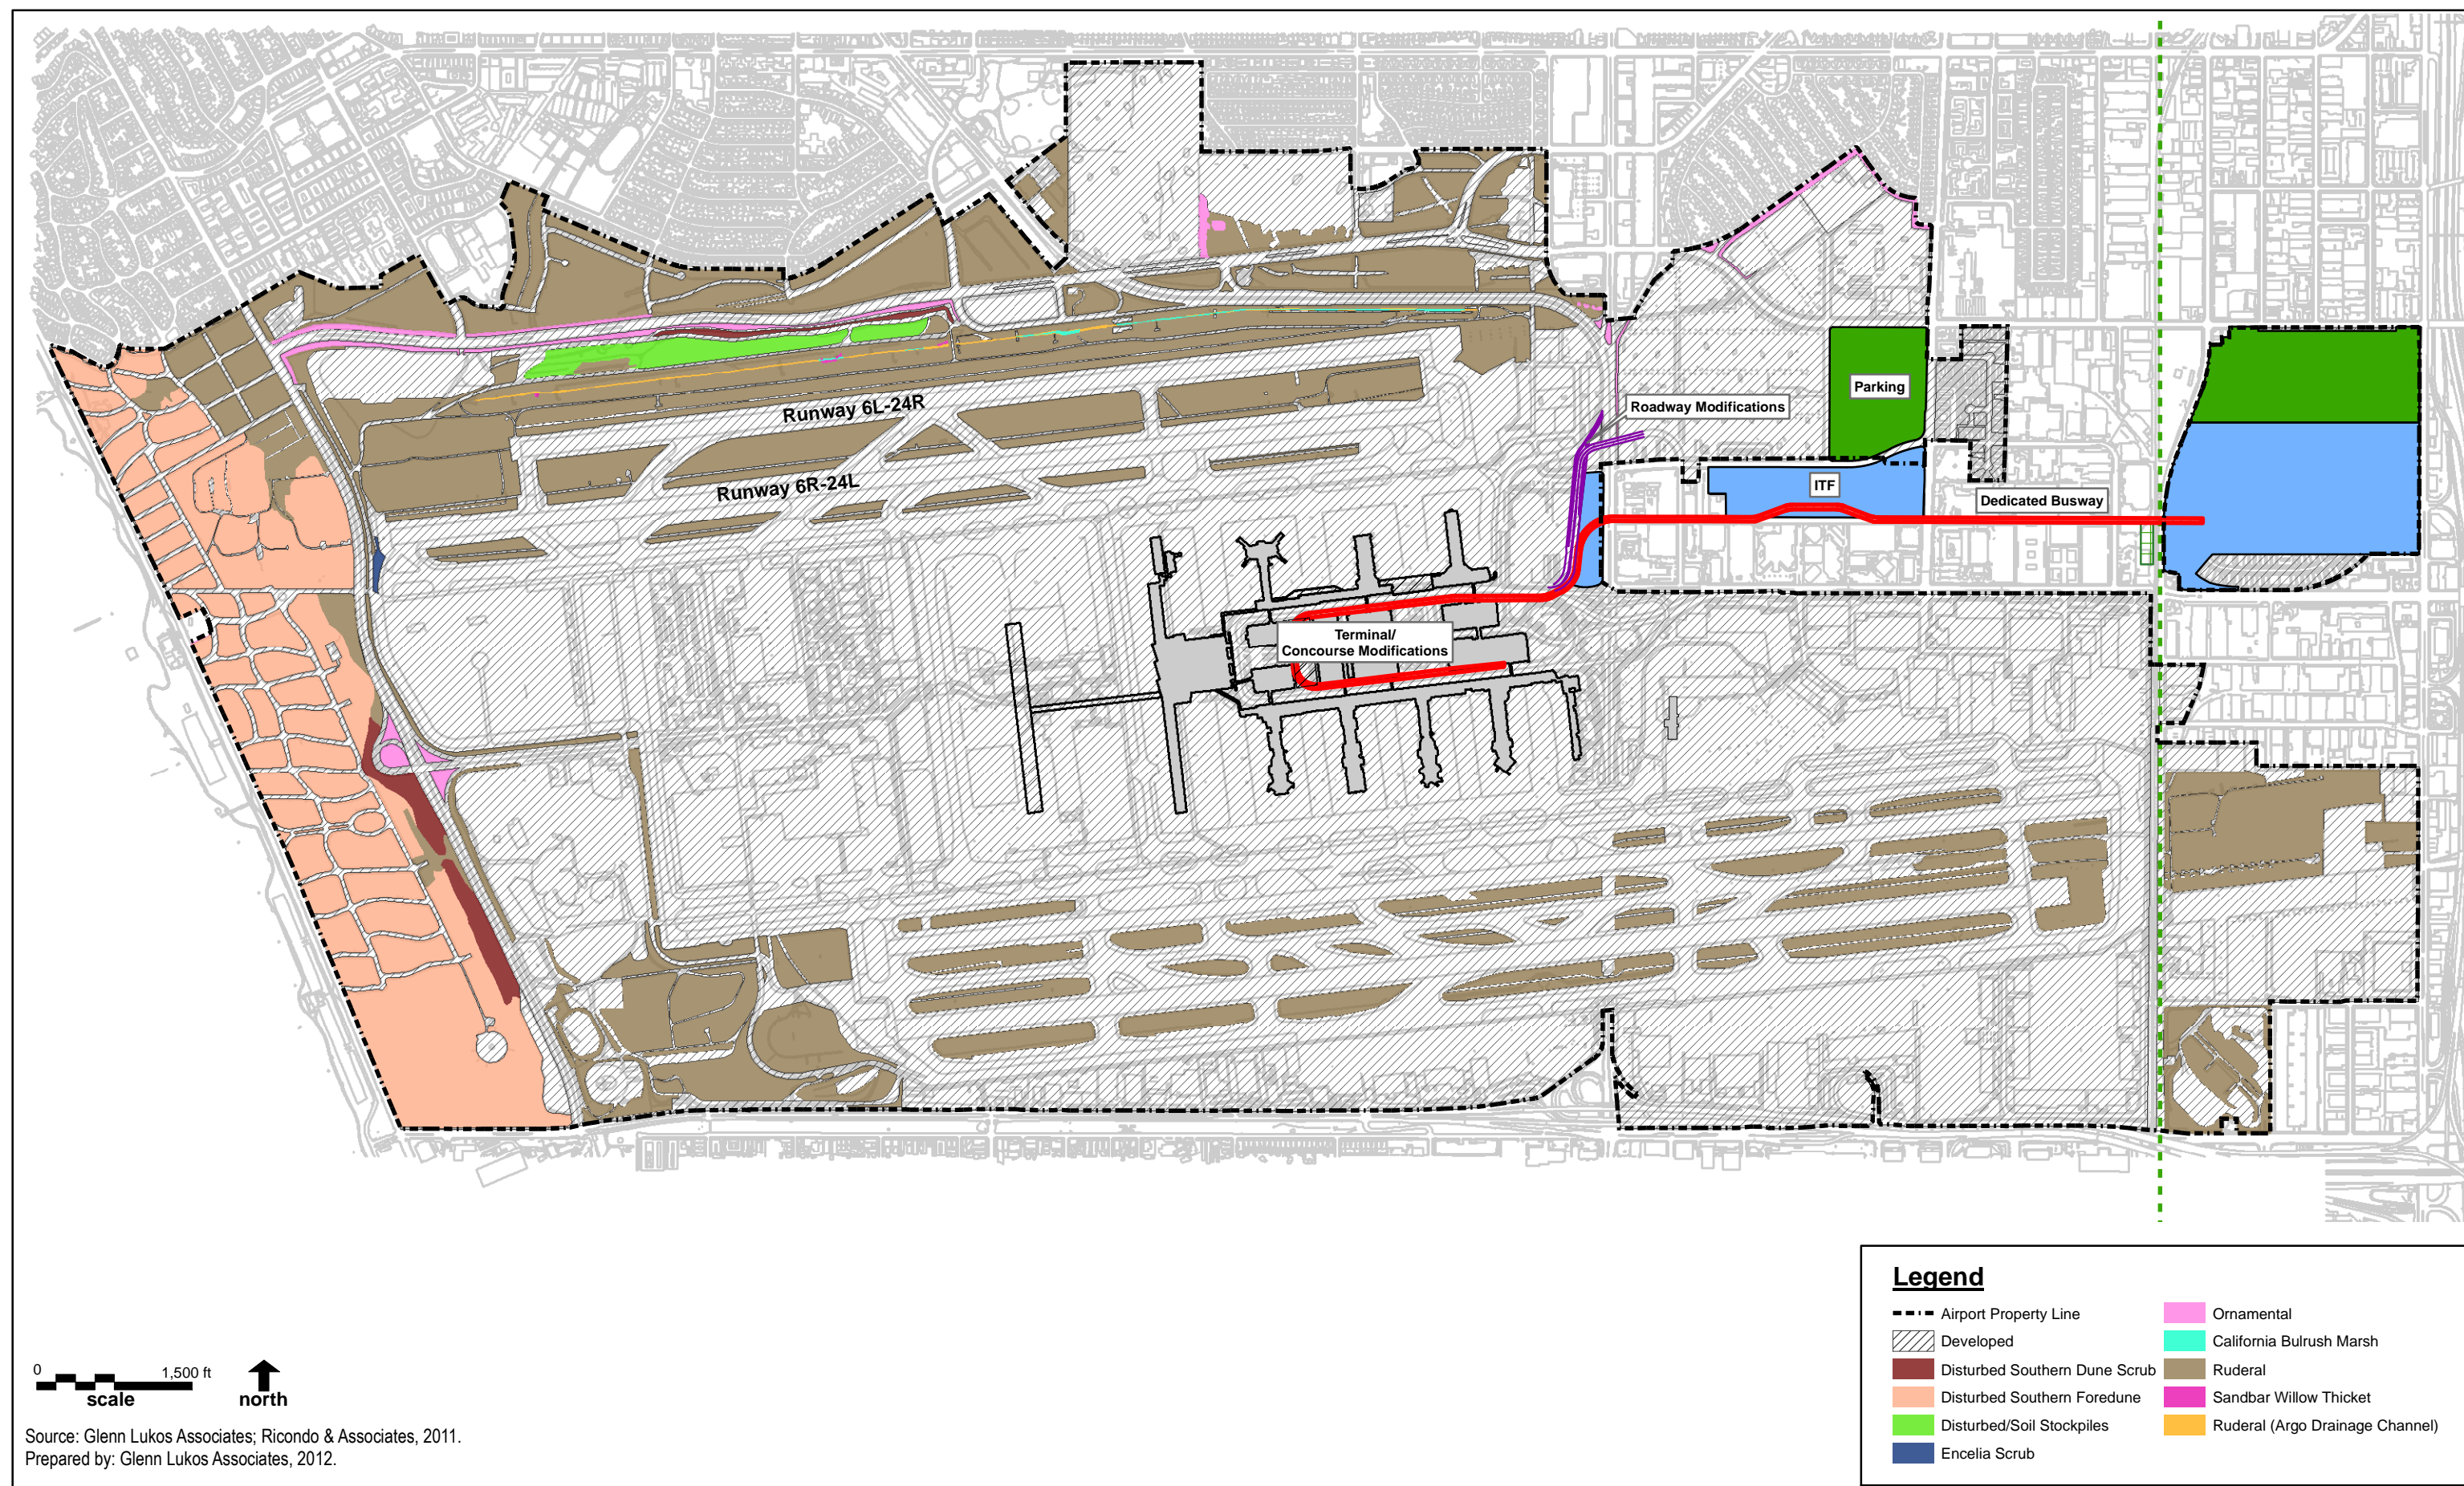 Runway 6L-24R
Runway 6R-24L
Parking
Roadway Modifications
ITF
Dedicated Busway
Terminal/
Concourse Modifications
Legend
Airport Property Line
Developed
Disturbed Southern Dune Scrub
Disturbed Southern Foredune
Disturbed/Soil Stockpiles
Encelia Scrub
Ornamental
California Bulrush Marsh
Ruderal
Sandbar Willow Thicket
Ruderal (Argo Drainage Channel)
0 1,500 ft
scale
north
Source: Glenn Lukos Associates; Ricondo & Associates, 2011.
Prepared by: Glenn Lukos Associates, 2012.